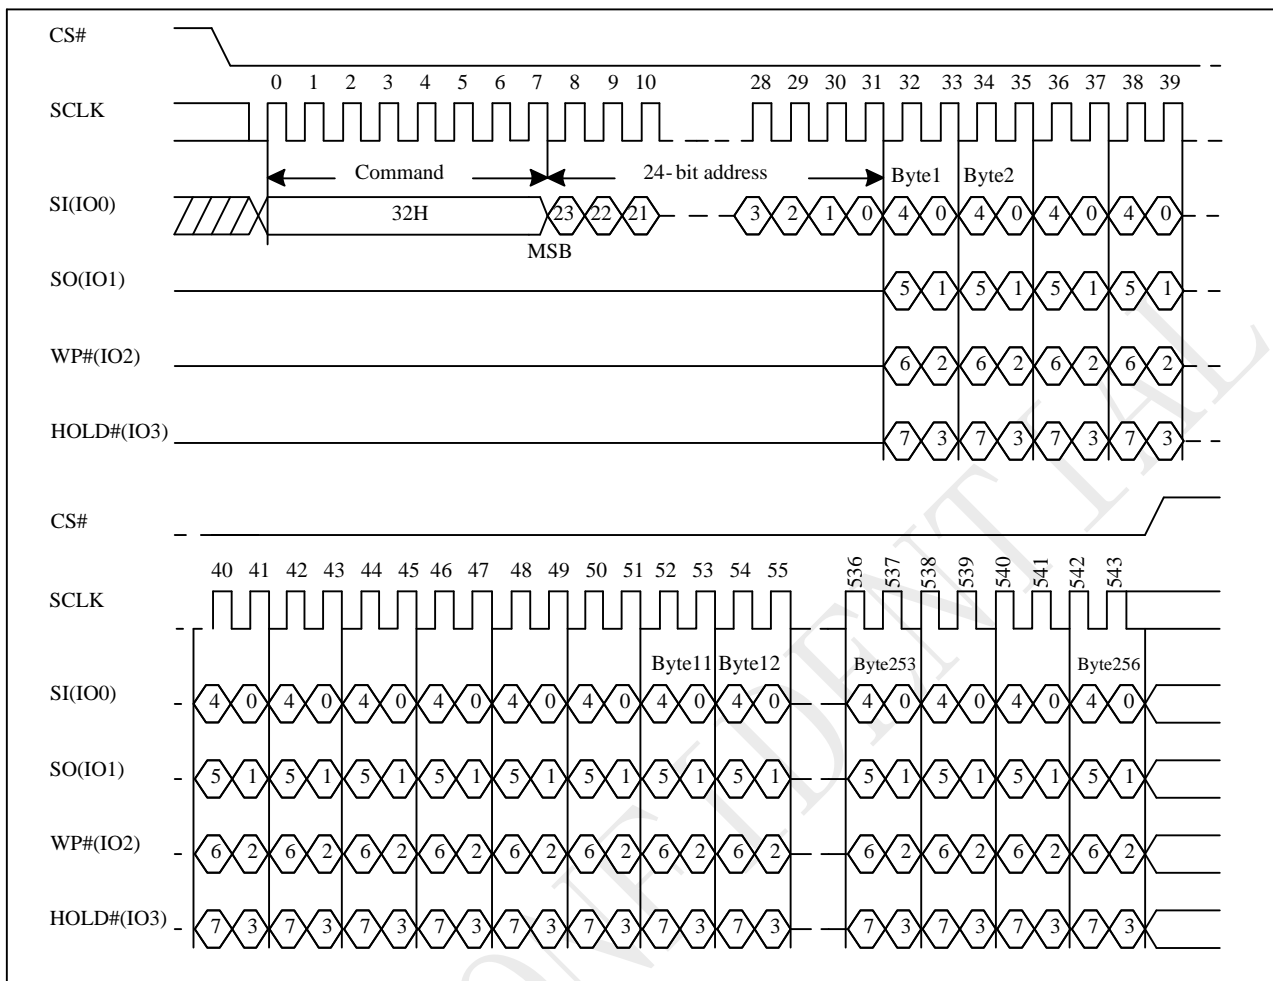 CS#
0 1 2 3 4 5 6 7 8 9 10 28 29 30 31 32 33 34 35 36 37 38 39
SCLK
Command 24-bit address Byte1 Byte2
SI(IO0) 32H 23 22 21 3 2 1 0 4 0 4 0 4 0 4 0
MSB
SO(IO1) 5 1 5 1 5 1 5 1
WP#(IO2) 6 2 6 2 6 2 6 2
HOLD#(IO3) 7 3 7 3 7 3 7 3
CS#
40 41 42 43 44 45 46 47 48 49 50 51 52 53 54 55 536 537 538 539 540 541 542 543
SCLK
Byte11 Byte12 Byte253 Byte256
SI(IO0) 4 0 4 0 4 0 4 0 4 0 4 0 4 0 4 0 4 0 4 0 4 0 4 0
SO(IO1) 5 1 5 1 5 1 5 1 5 1 5 1 5 1 5 1 5 1 5 1 5 1 5 1
WP#(IO2) 6 2 6 2 6 2 6 2 6 2 6 2 6 2 6 2 6 2 6 2 6 2 6 2
HOLD#(IO3) 7 3 7 3 7 3 7 3 7 3 7 3 7 3 7 3 7 3 7 3 7 3 7 3
CONFIDENTIAL